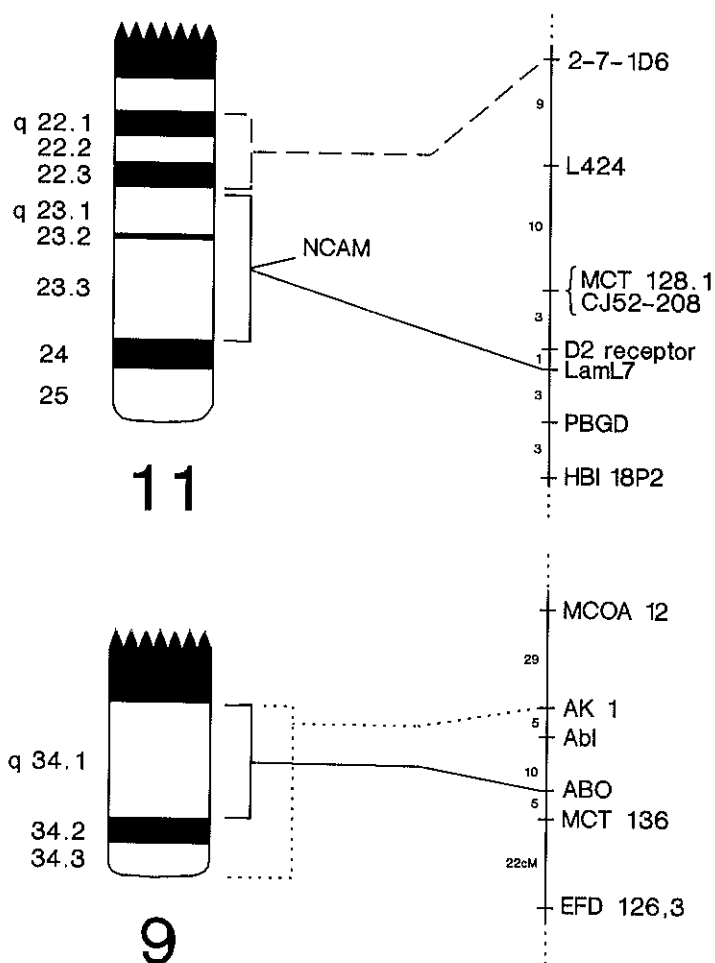 q 22.1
22.2
22.3
q 23.1
23.2
23.3
24
25
11
NCAM
2-7-1D6
9
L424
10
MCT 128.1
CJ52-208
3
D2 receptor
1
LamL7
3
PBGD
3
HBI 18P2
q 34.1
34.2
34.3
9
MCOA 12
29
AK 1
5
Abl
10
ABO
5
MCT 136
22cM
EFD 126,3